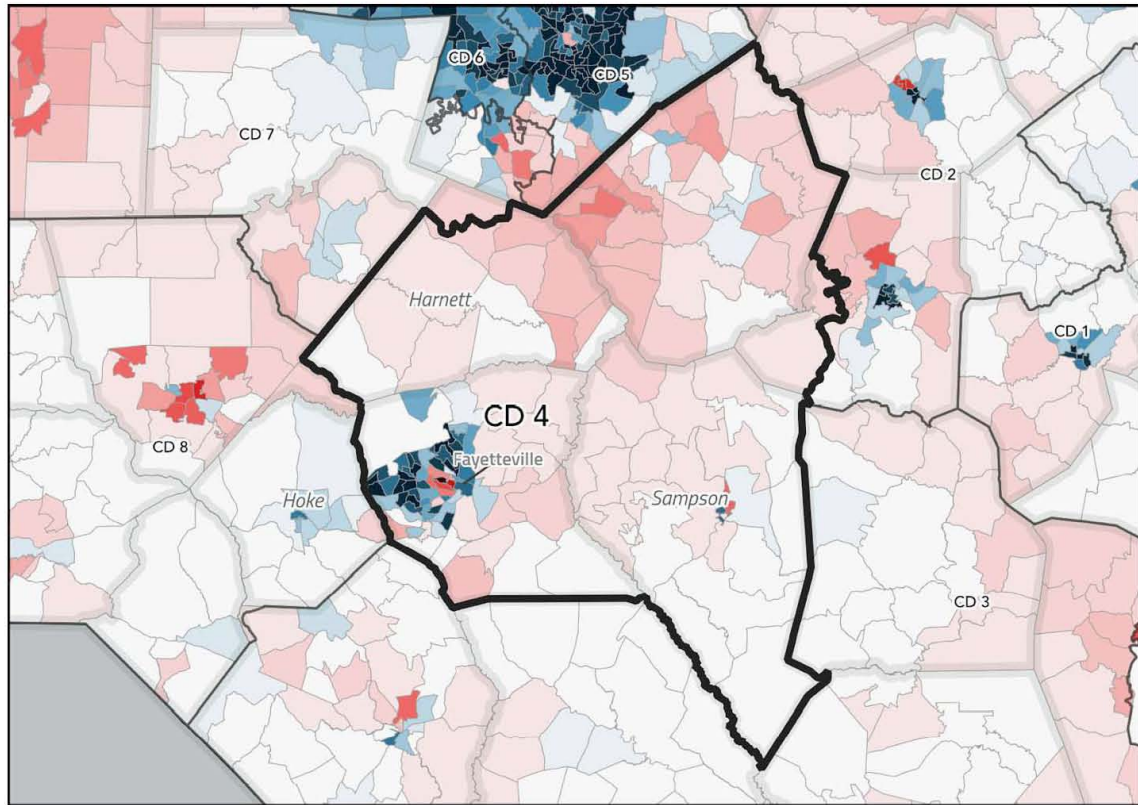 CD 6
CD 5
CD 7
CD 2
Harnett
CD 1
CD 4
CD 8
Fayetteville
Hoke
Sampson
CD 3